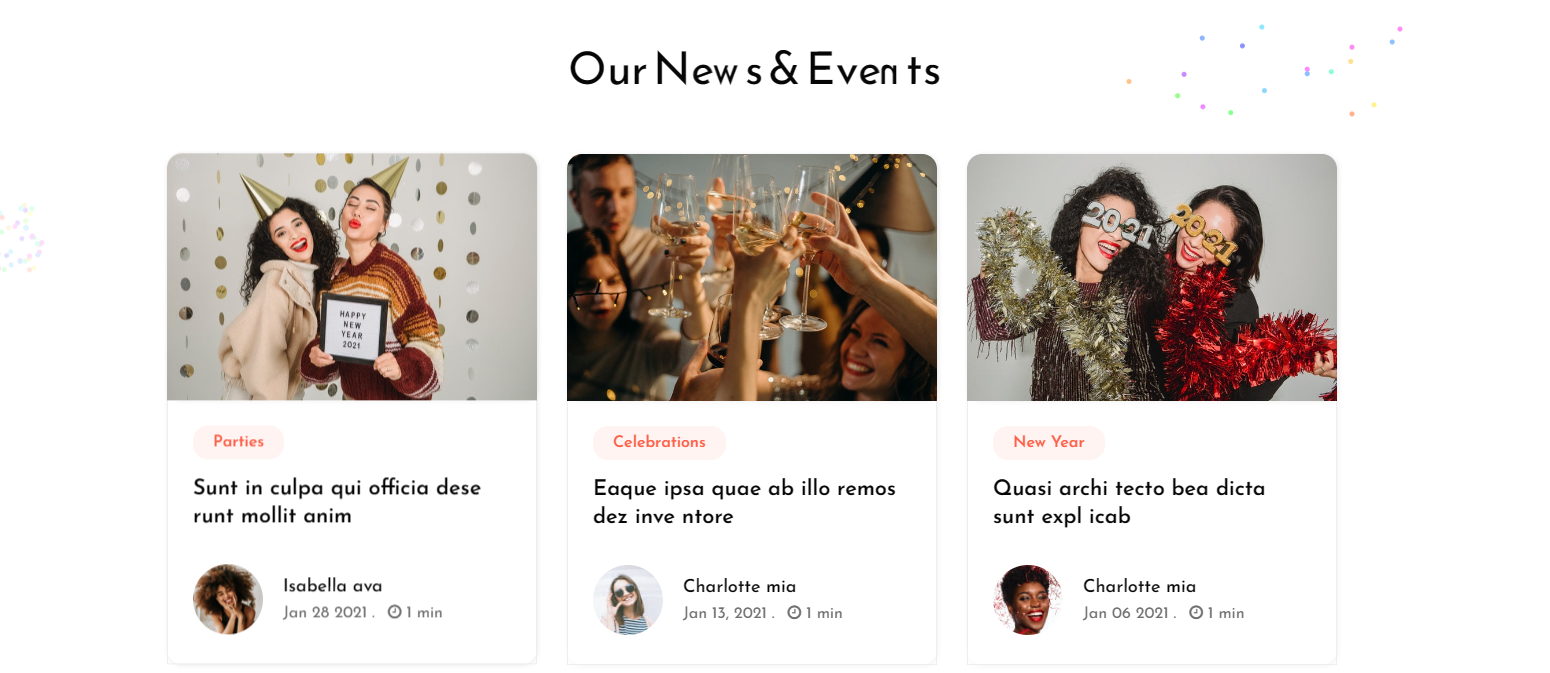 Our News & Events
HAPPY
NEW
YEAR
2021
2021
2021
Parties
Celebrations
New Year
Sunt in culpa qui officia dese
runt mollit anim
Eaque ipsa quae ab illo remos
dez inve ntore
Quasi archi tecto bea dicta
sunt expl icab
Isabella ava
Jan 28 2021 . 1 min
Charlotte mia
Jan 13, 2021 . 1 min
Charlotte mia
Jan 06 2021 . 1 min